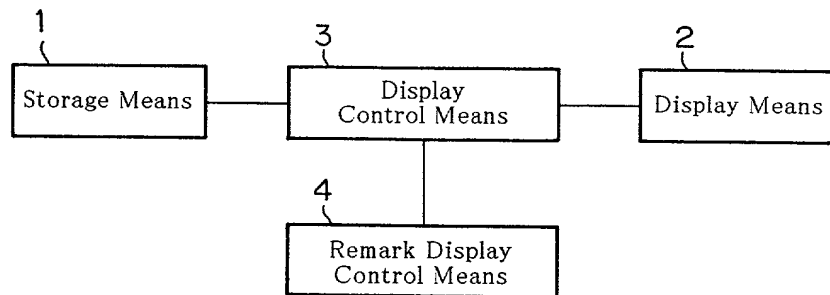 1
Storage Means
3
Display
Control Means
2
Display Means
4
Remark Display
Control Means